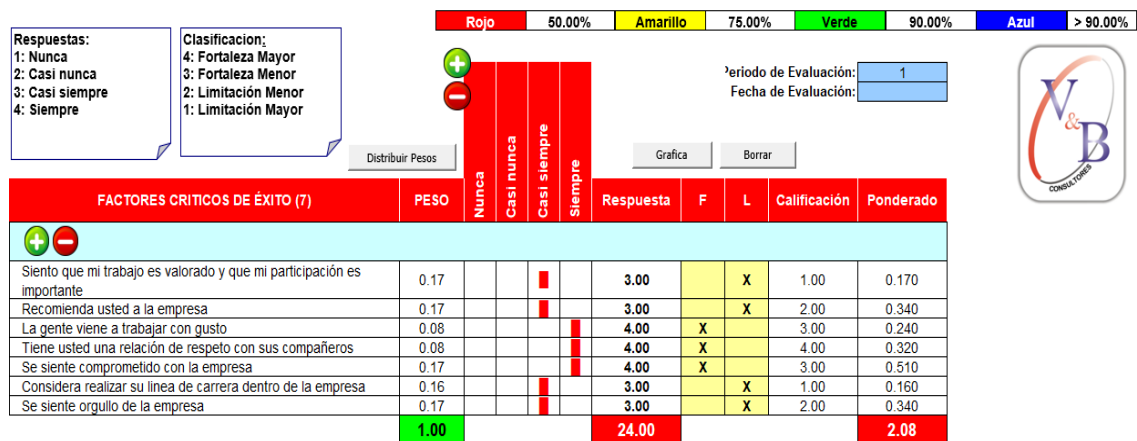 Rojo 50.00% Amarillo 75.00% Verde 90.00% Azul > 90.00%
Respuestas:
1: Nunca
2: Casi nunca
3: Casi siempre
4: Siempre
Clasificacion:
4: Fortaleza Mayor
3: Fortaleza Menor
2: Limitación Menor
1: Limitación Mayor
Periodo de Evaluación: 1
Fecha de Evaluación:
V&B
CONSULTORES
Distribuir Pesos
Grafica
Borrar
FACTORES CRITICOS DE ÉXITO (7) PESO Nunca Casi nunca Casi siempre Siempre Respuesta F L Calificación Ponderado
Siento que mi trabajo es valorado y que mi participación es
importante 0.17 3.00 X 1.00 0.170
Recomienda usted a la empresa 0.17 3.00 X 2.00 0.340
La gente viene a trabajar con gusto 0.08 4.00 X 3.00 0.240
Tiene usted una relación de respeto con sus compañeros 0.08 4.00 X 4.00 0.320
Se siente comprometido con la empresa 0.17 4.00 X 3.00 0.510
Considera realizar su linea de carrera dentro de la empresa 0.16 3.00 X 1.00 0.160
Se siente orgullo de la empresa 0.17 3.00 X 2.00 0.340
1.00 24.00 2.08